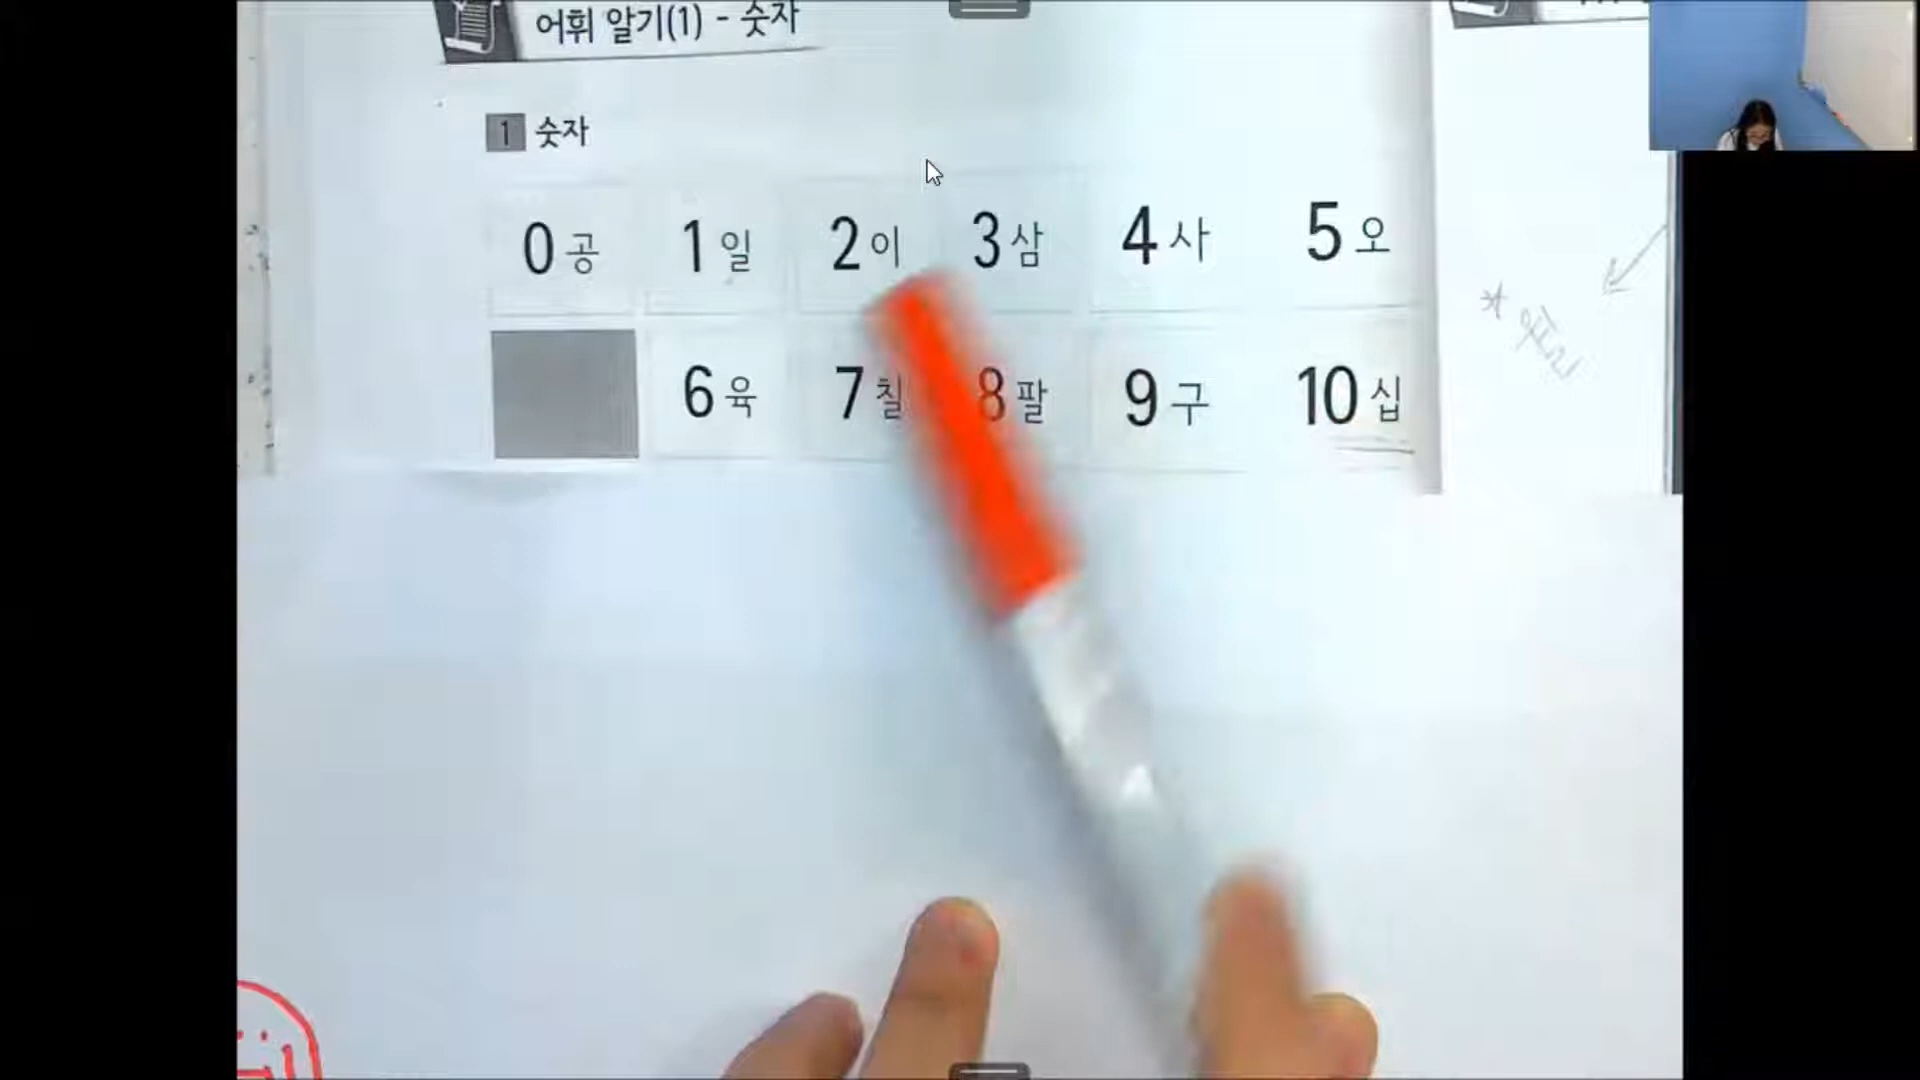 어휘 알기(1) - 숫자
1 숫자
0 공 1 일 2 이 3 삼 4 사 5 오
6 육 7 칠 8 팔 9 구 10 십